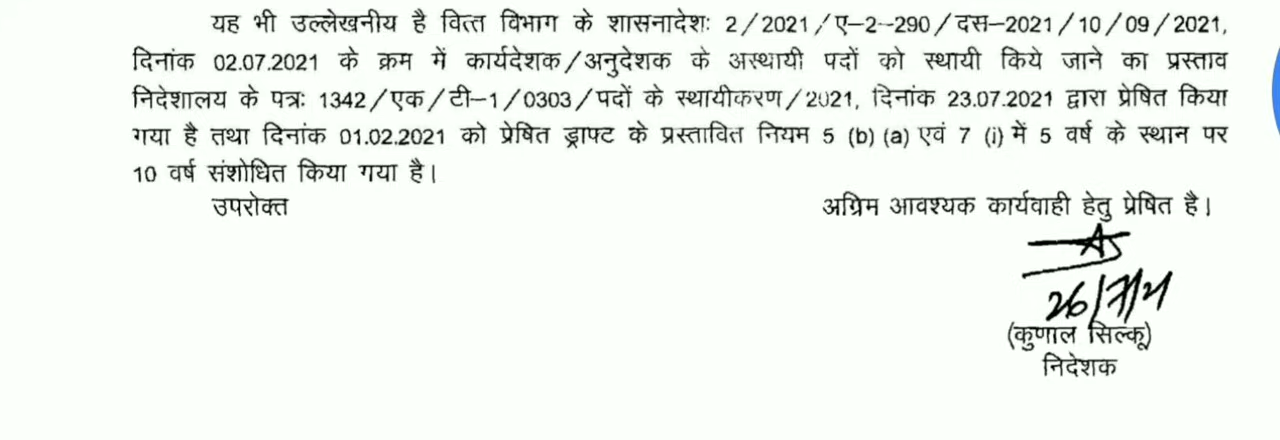 यह भी उल्लेखनीय है वित्त विभाग के शासनादेशः 2/2021/ए-2-290/दस-2021/10/09/2021,
दिनांक 02.07.2021 के क्रम में कार्यदेशक/अनुदेशक के अस्थायी पदों को स्थायी किये जाने का प्रस्ताव
निदेशालय के पत्रः 1342/एक/टी-1/0303/पदों के स्थायीकरण/2021, दिनांक 23.07.2021 द्वारा प्रेषित किया
गया है तथा दिनांक 01.02.2021 को प्रेषित ड्राफ्ट के प्रस्तावित नियम 5 (b) (a) एवं 7 (i) में 5 वर्ष के स्थान पर
10 वर्ष संशोधित किया गया है।
उपरोक्त अग्रिम आवश्यक कार्यवाही हेतु प्रेषित है।
26/7/21
(कुणाल सिल्कू)
निदेशक